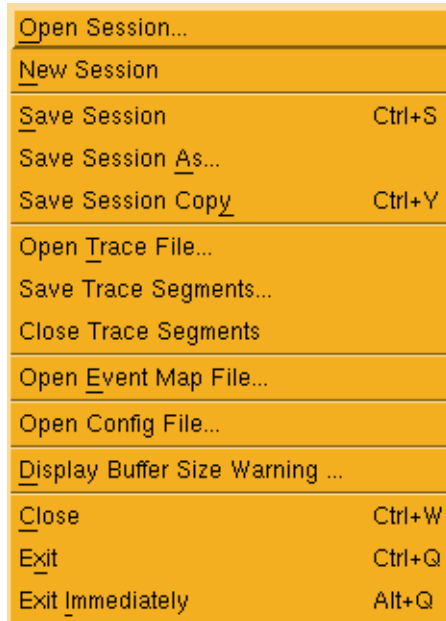 Open Session...
New Session
Save Session Ctrl+S
Save Session As...
Save Session Copy Ctrl+Y
Open Trace File...
Save Trace Segments...
Close Trace Segments
Open Event Map File...
Open Config File...
Display Buffer Size Warning ...
Close Ctrl+W
Exit Ctrl+Q
Exit Immediately Alt+Q